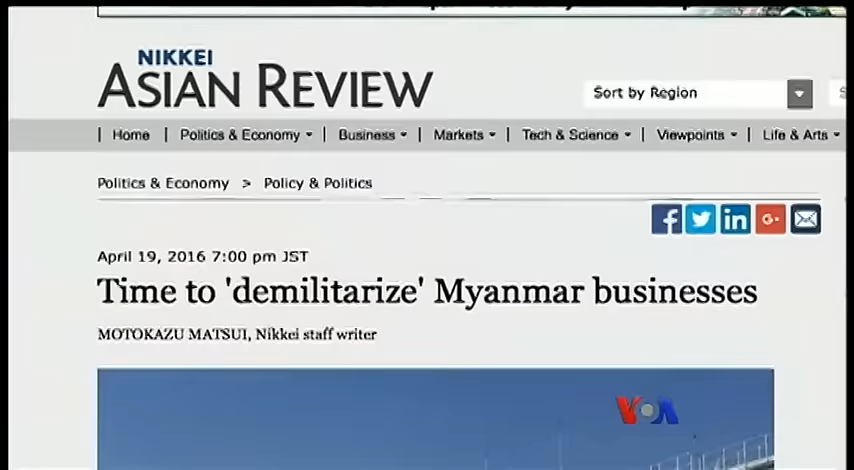 NIKKEI
ASIAN REVIEW
Sort by Region
Home | Politics & Economy | Business | Markets | Tech & Science | Viewpoints | Life & Arts
Politics & Economy > Policy & Politics
f in G+
April 19, 2016 7:00 pm JST
Time to 'demilitarize' Myanmar businesses
MOTOKAZU MATSUI, Nikkei staff writer
VOA